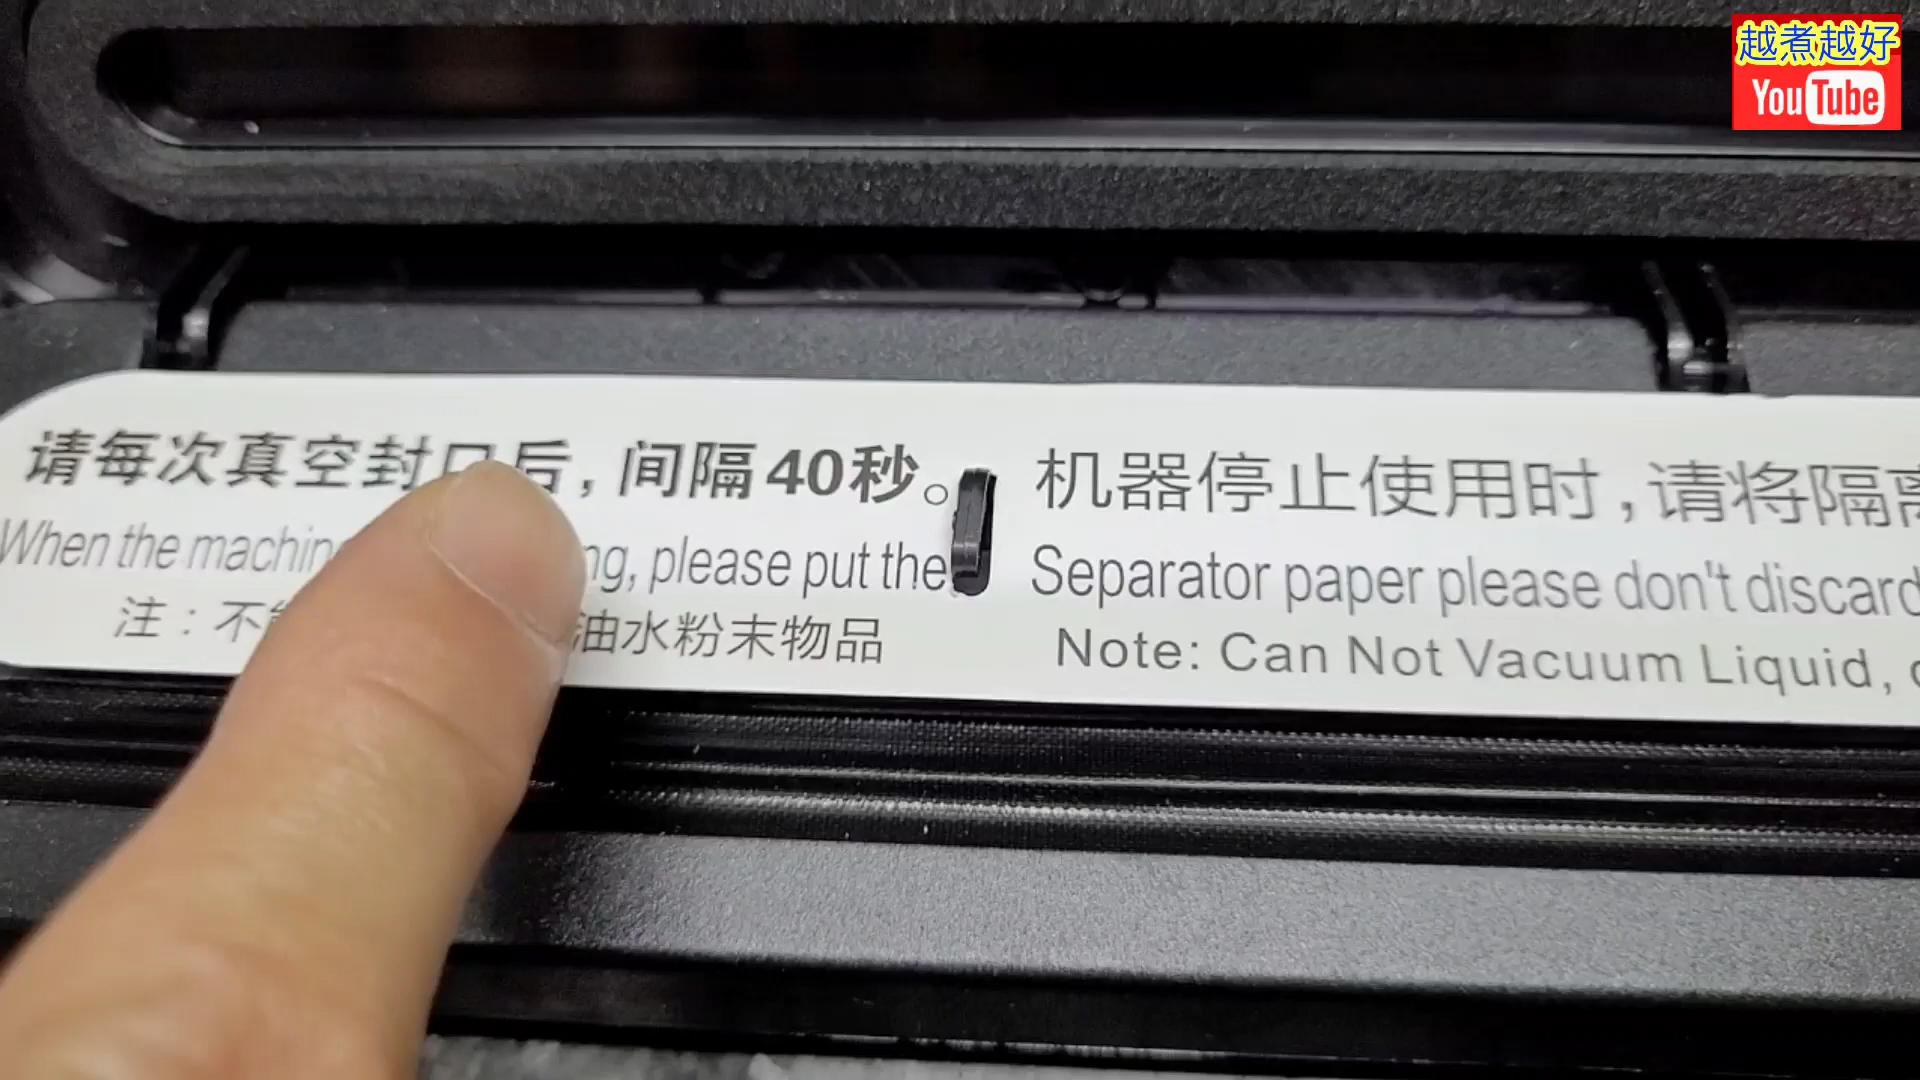 越煮越好
YouTube
请每次真空封口后，间隔40秒。 机器停止使用时，请将隔离
When the ng, please put the Separator paper please don't discard
注：不 油水粉末物品 Note: Can Not Vacuum Liquid,